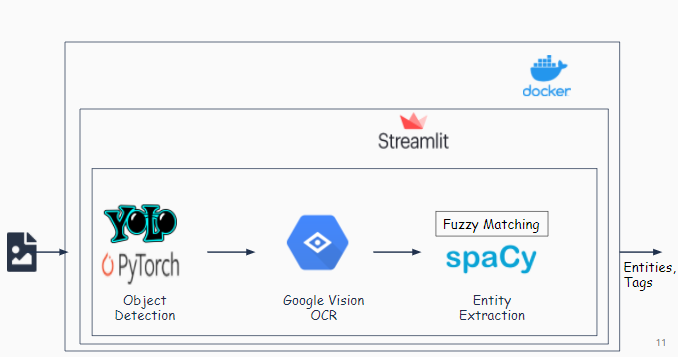 docker
Streamlit
YOLO
PyTorch
Object
Detection
Google Vision
OCR
Fuzzy Matching
spaCy
Entity
Extraction
Entities,
Tags
11